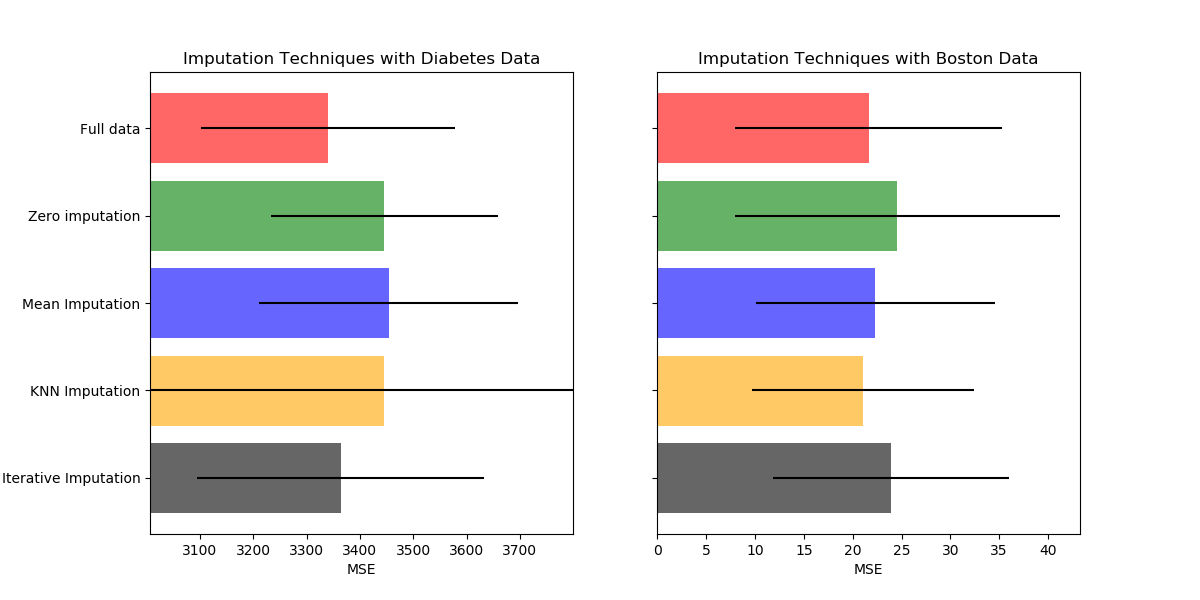 Imputation Techniques with Diabetes Data
Imputation Techniques with Boston Data
Full data
Zero imputation
Mean Imputation
KNN Imputation
Iterative Imputation
3100 3200 3300 3400 3500 3600 3700
MSE
0 5 10 15 20 25 30 35 40
MSE